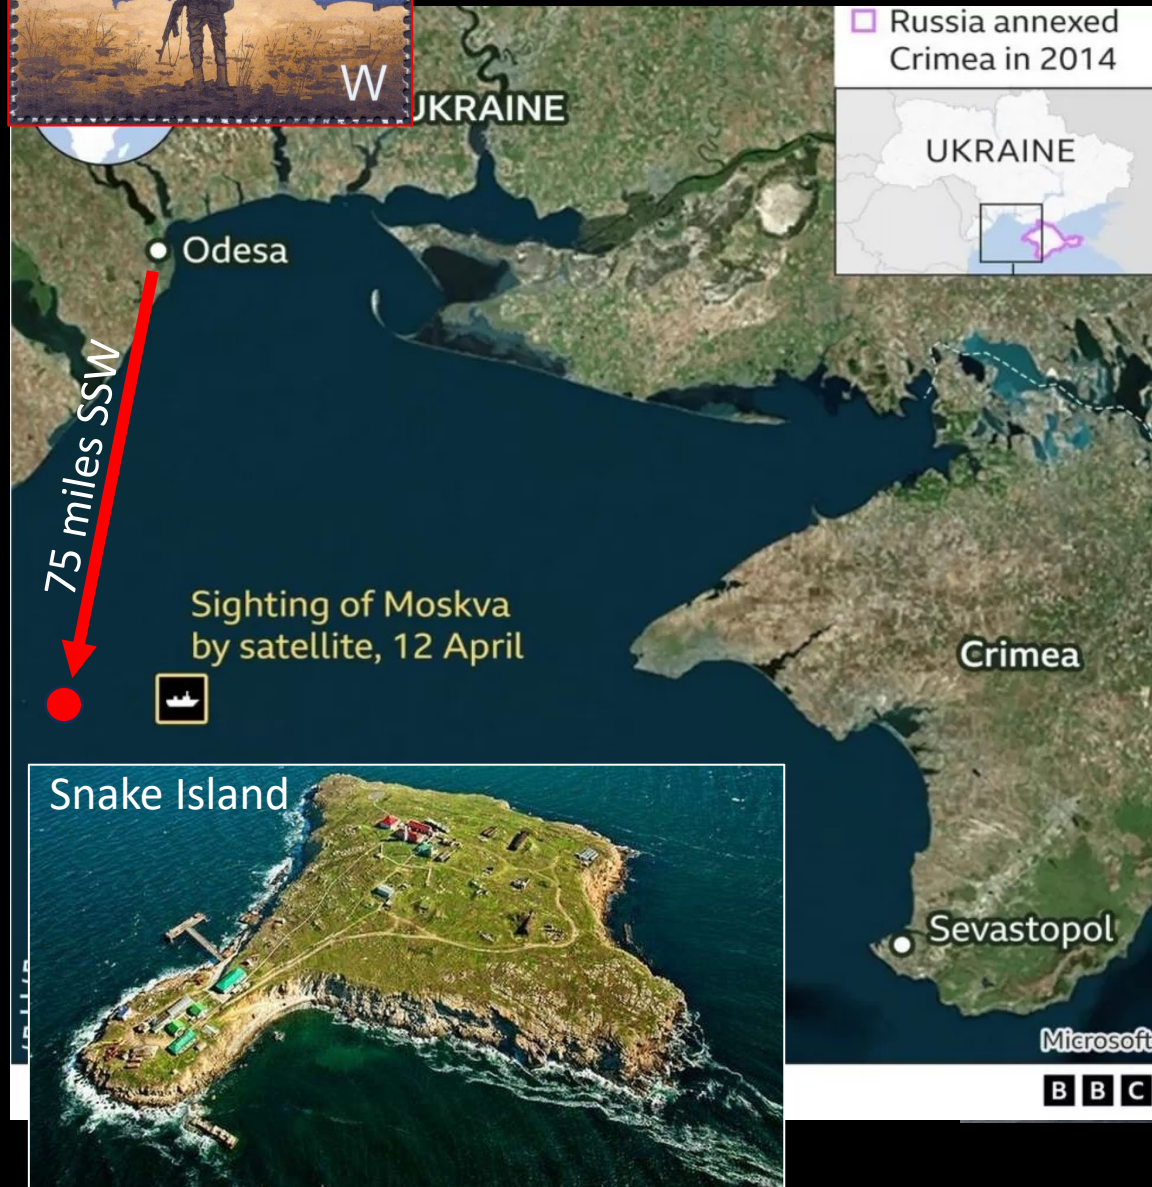 W
Russia annexed
Crimea in 2014
UKRAINE
UKRAINE
Odesa
75 miles SSW
Sighting of Moskva
by satellite, 12 April
Crimea
Snake Island
Sevastopol
Microsoft
BBC